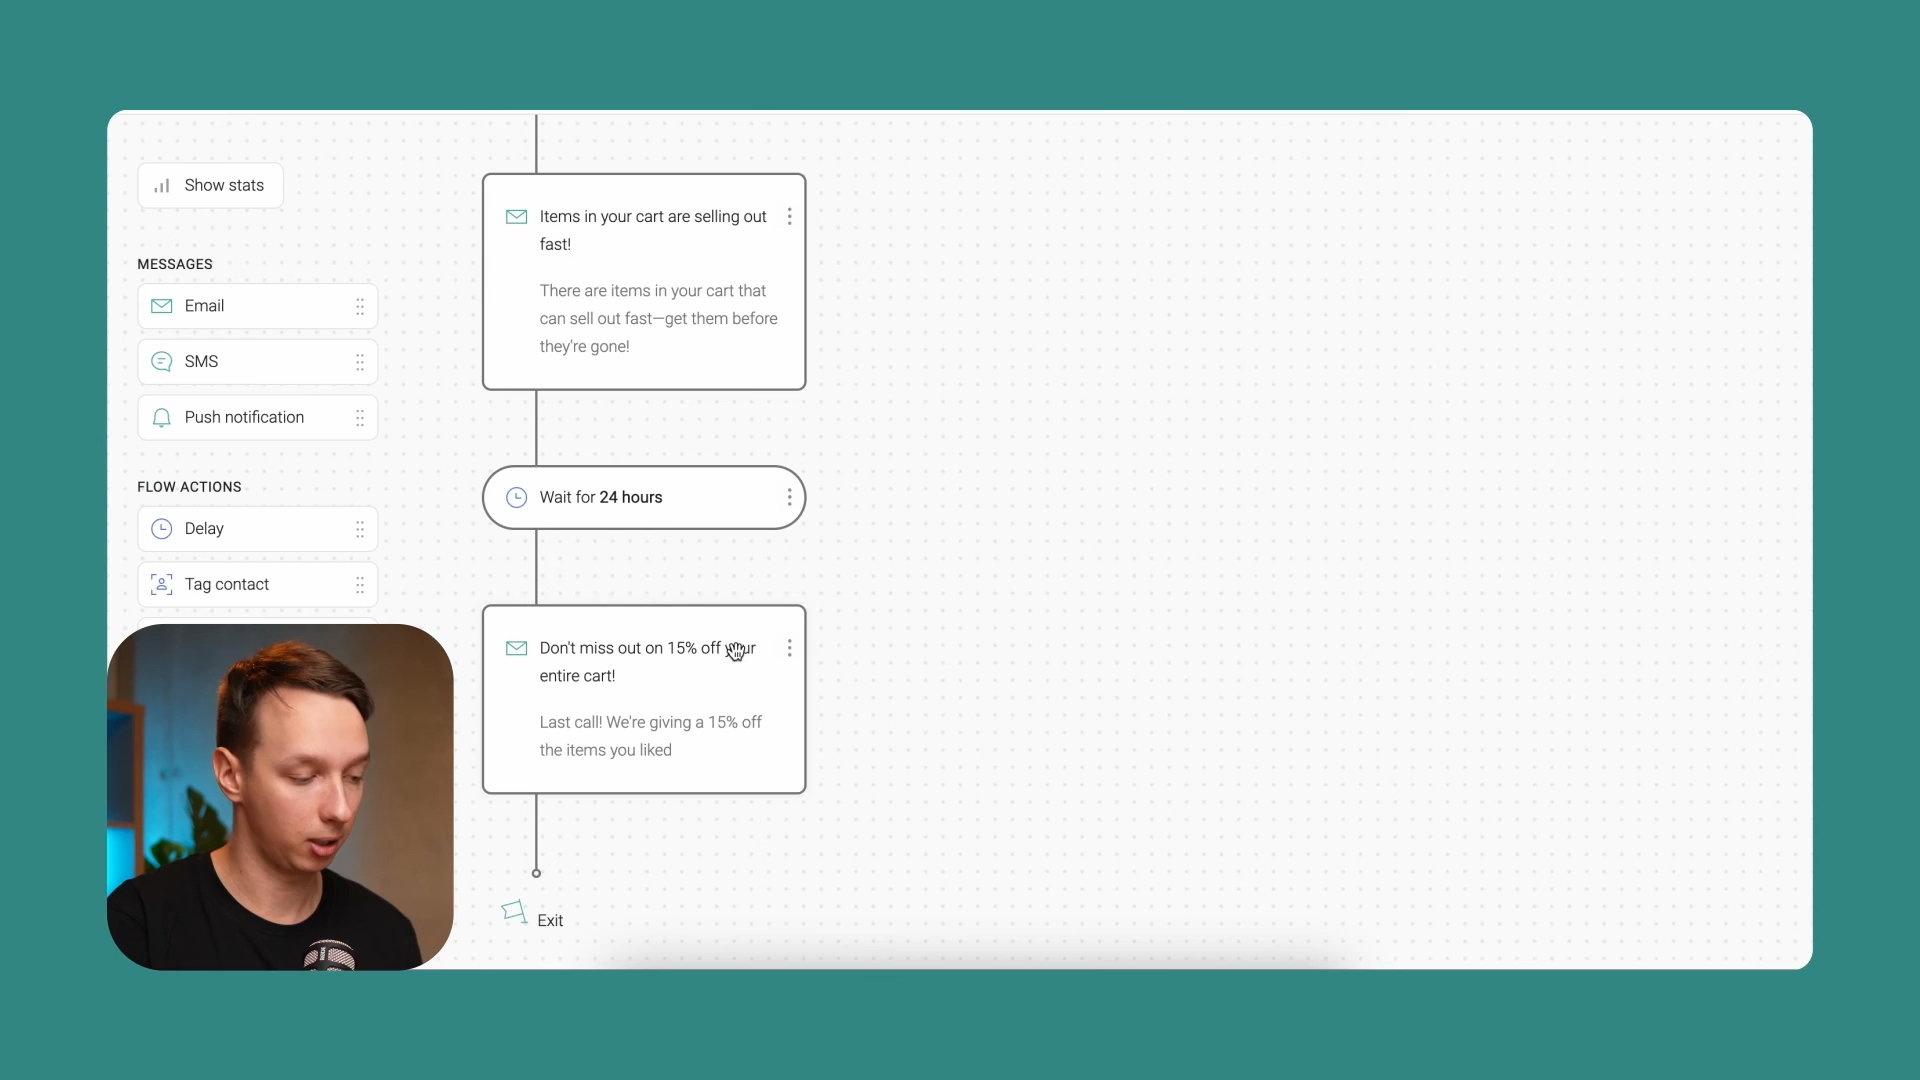 Show stats
MESSAGES
Email
SMS
Push notification
FLOW ACTIONS
Delay
Tag contact
Items in your cart are selling out
fast!
There are items in your cart that
can sell out fast—get them before
they're gone!
Wait for 24 hours
Don't miss out on 15% off your
entire cart!
Last call! We're giving a 15% off
the items you liked
Exit